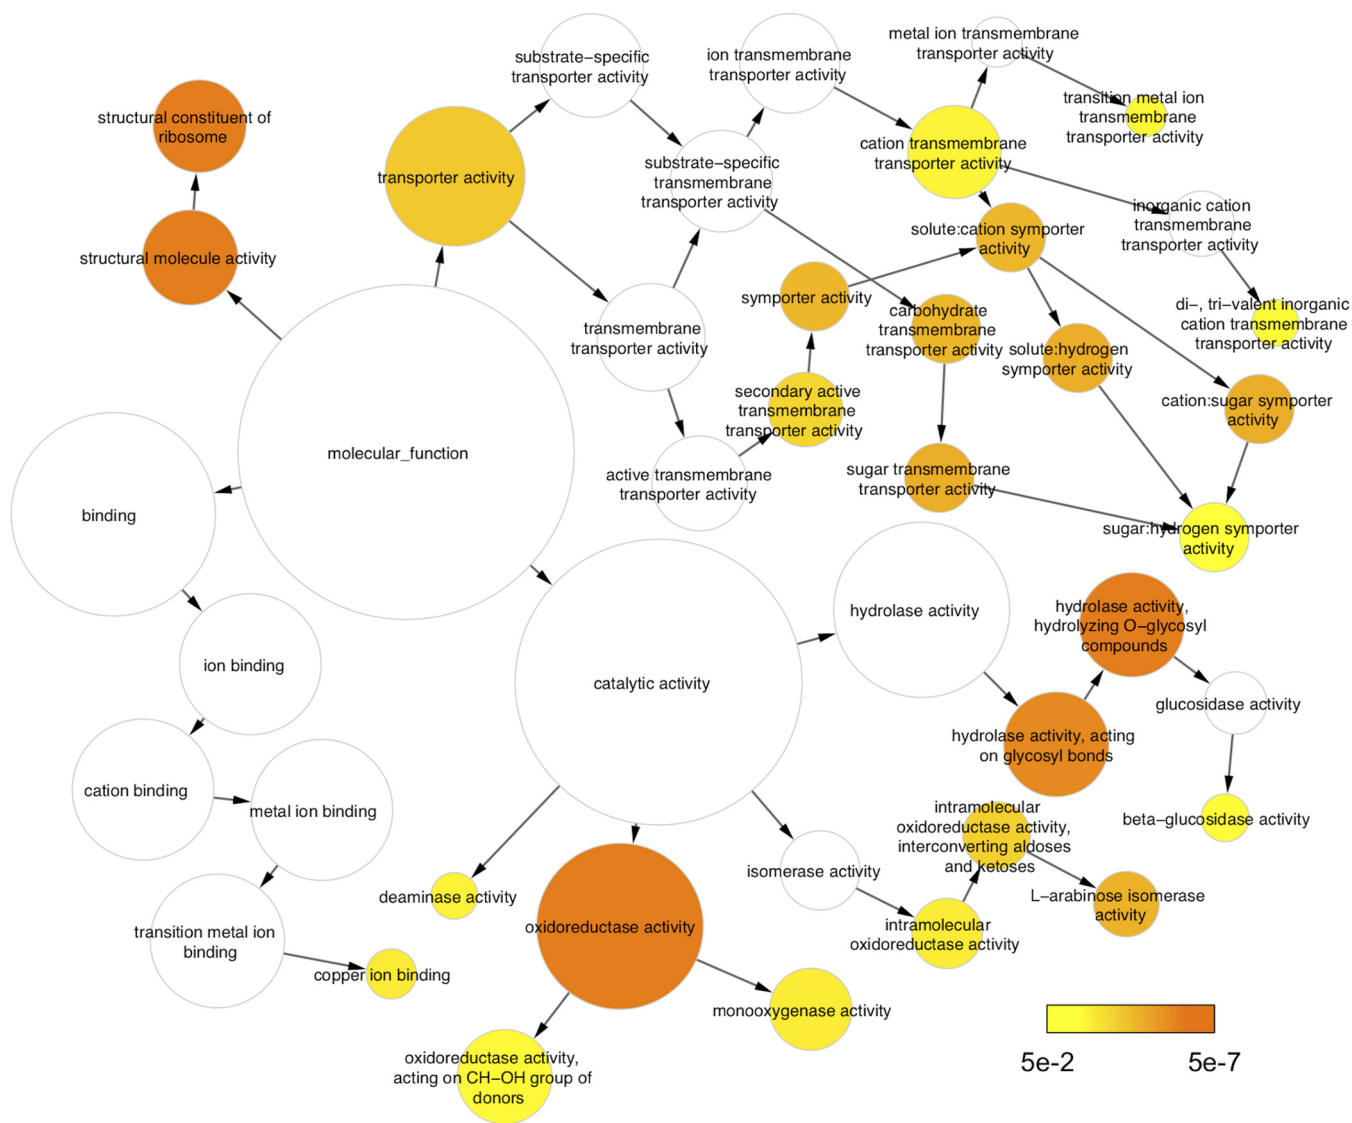 metal ion transmembrane
transporter activity
substrate–specific
transporter activity
ion transmembrane
transporter activity
transition metal ion
transmembrane
transporter activity
structural constituent of
ribosome
cation transmembrane
transporter activity
transporter activity
substrate–specific
transmembrane
transporter activity
inorganic cation
transmembrane
transporter activity
solute:cation symporter
activity
structural molecule activity
symporter activity
carbohydrate
transmembrane
transporter activity
di–, tri–valent inorganic
cation transmembrane
transporter activity
transmembrane
transporter activity
solute:hydrogen
symporter activity
secondary active
transmembrane
transporter activity
cation:sugar symporter
activity
molecular_function
active transmembrane
transporter activity
sugar transmembrane
transporter activity
binding
sugar:hydrogen symporter
activity
hydrolase activity
hydrolase activity,
hydrolyzing O–glycosyl
compounds
ion binding
catalytic activity
glucosidase activity
hydrolase activity, acting
on glycosyl bonds
cation binding
metal ion binding
intramolecular
oxidoreductase activity,
interconverting aldoses
and ketoses
beta–glucosidase activity
isomerase activity
deaminase activity
L–arabinose isomerase
activity
oxidoreductase activity
intramolecular
oxidoreductase activity
transition metal ion
binding
copper ion binding
monooxygenase activity
oxidoreductase activity,
acting on CH–OH group of
donors
5e-2
5e-7